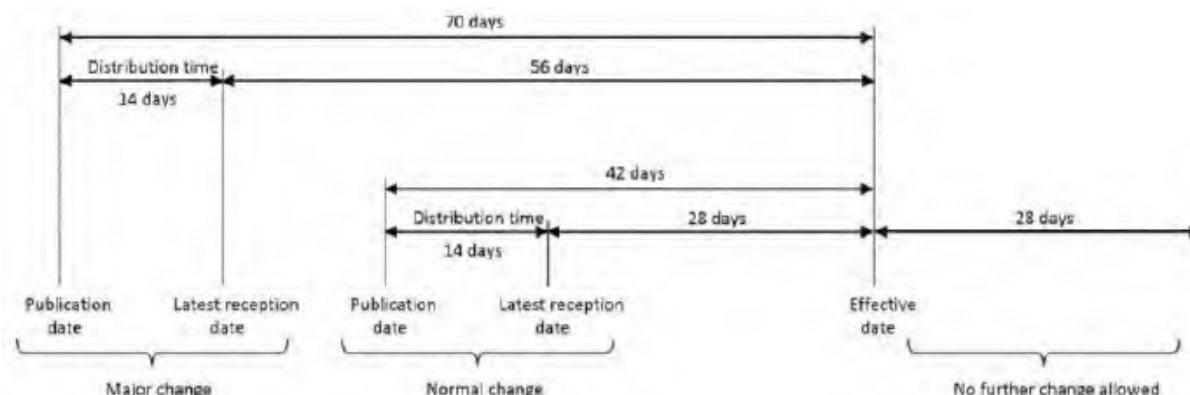 70 days
Distribution time
56 days
14 days
42 days
Distribution time
28 days
28 days
14 days
Publication date
Latest reception date
Publication date
Latest reception date
Effective date
Major change
Normal change
No further change allowed